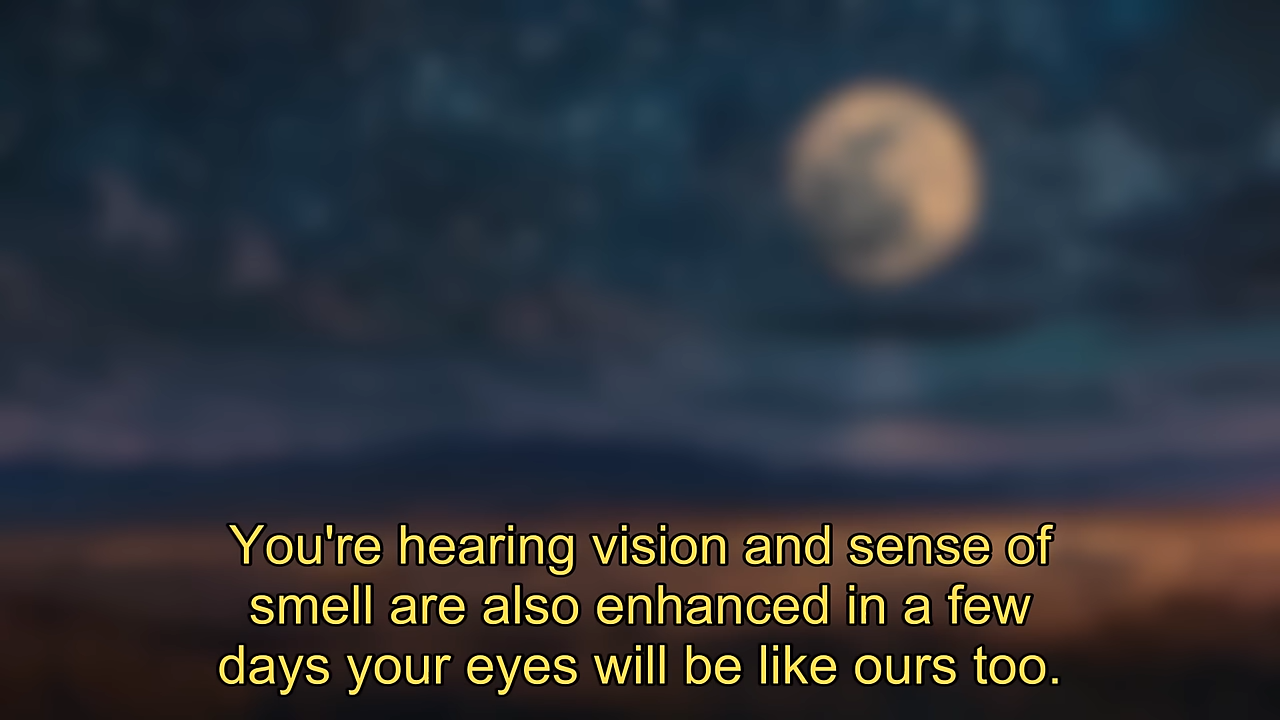 You're hearing vision and sense of
smell are also enhanced in a few
days your eyes will be like ours too.